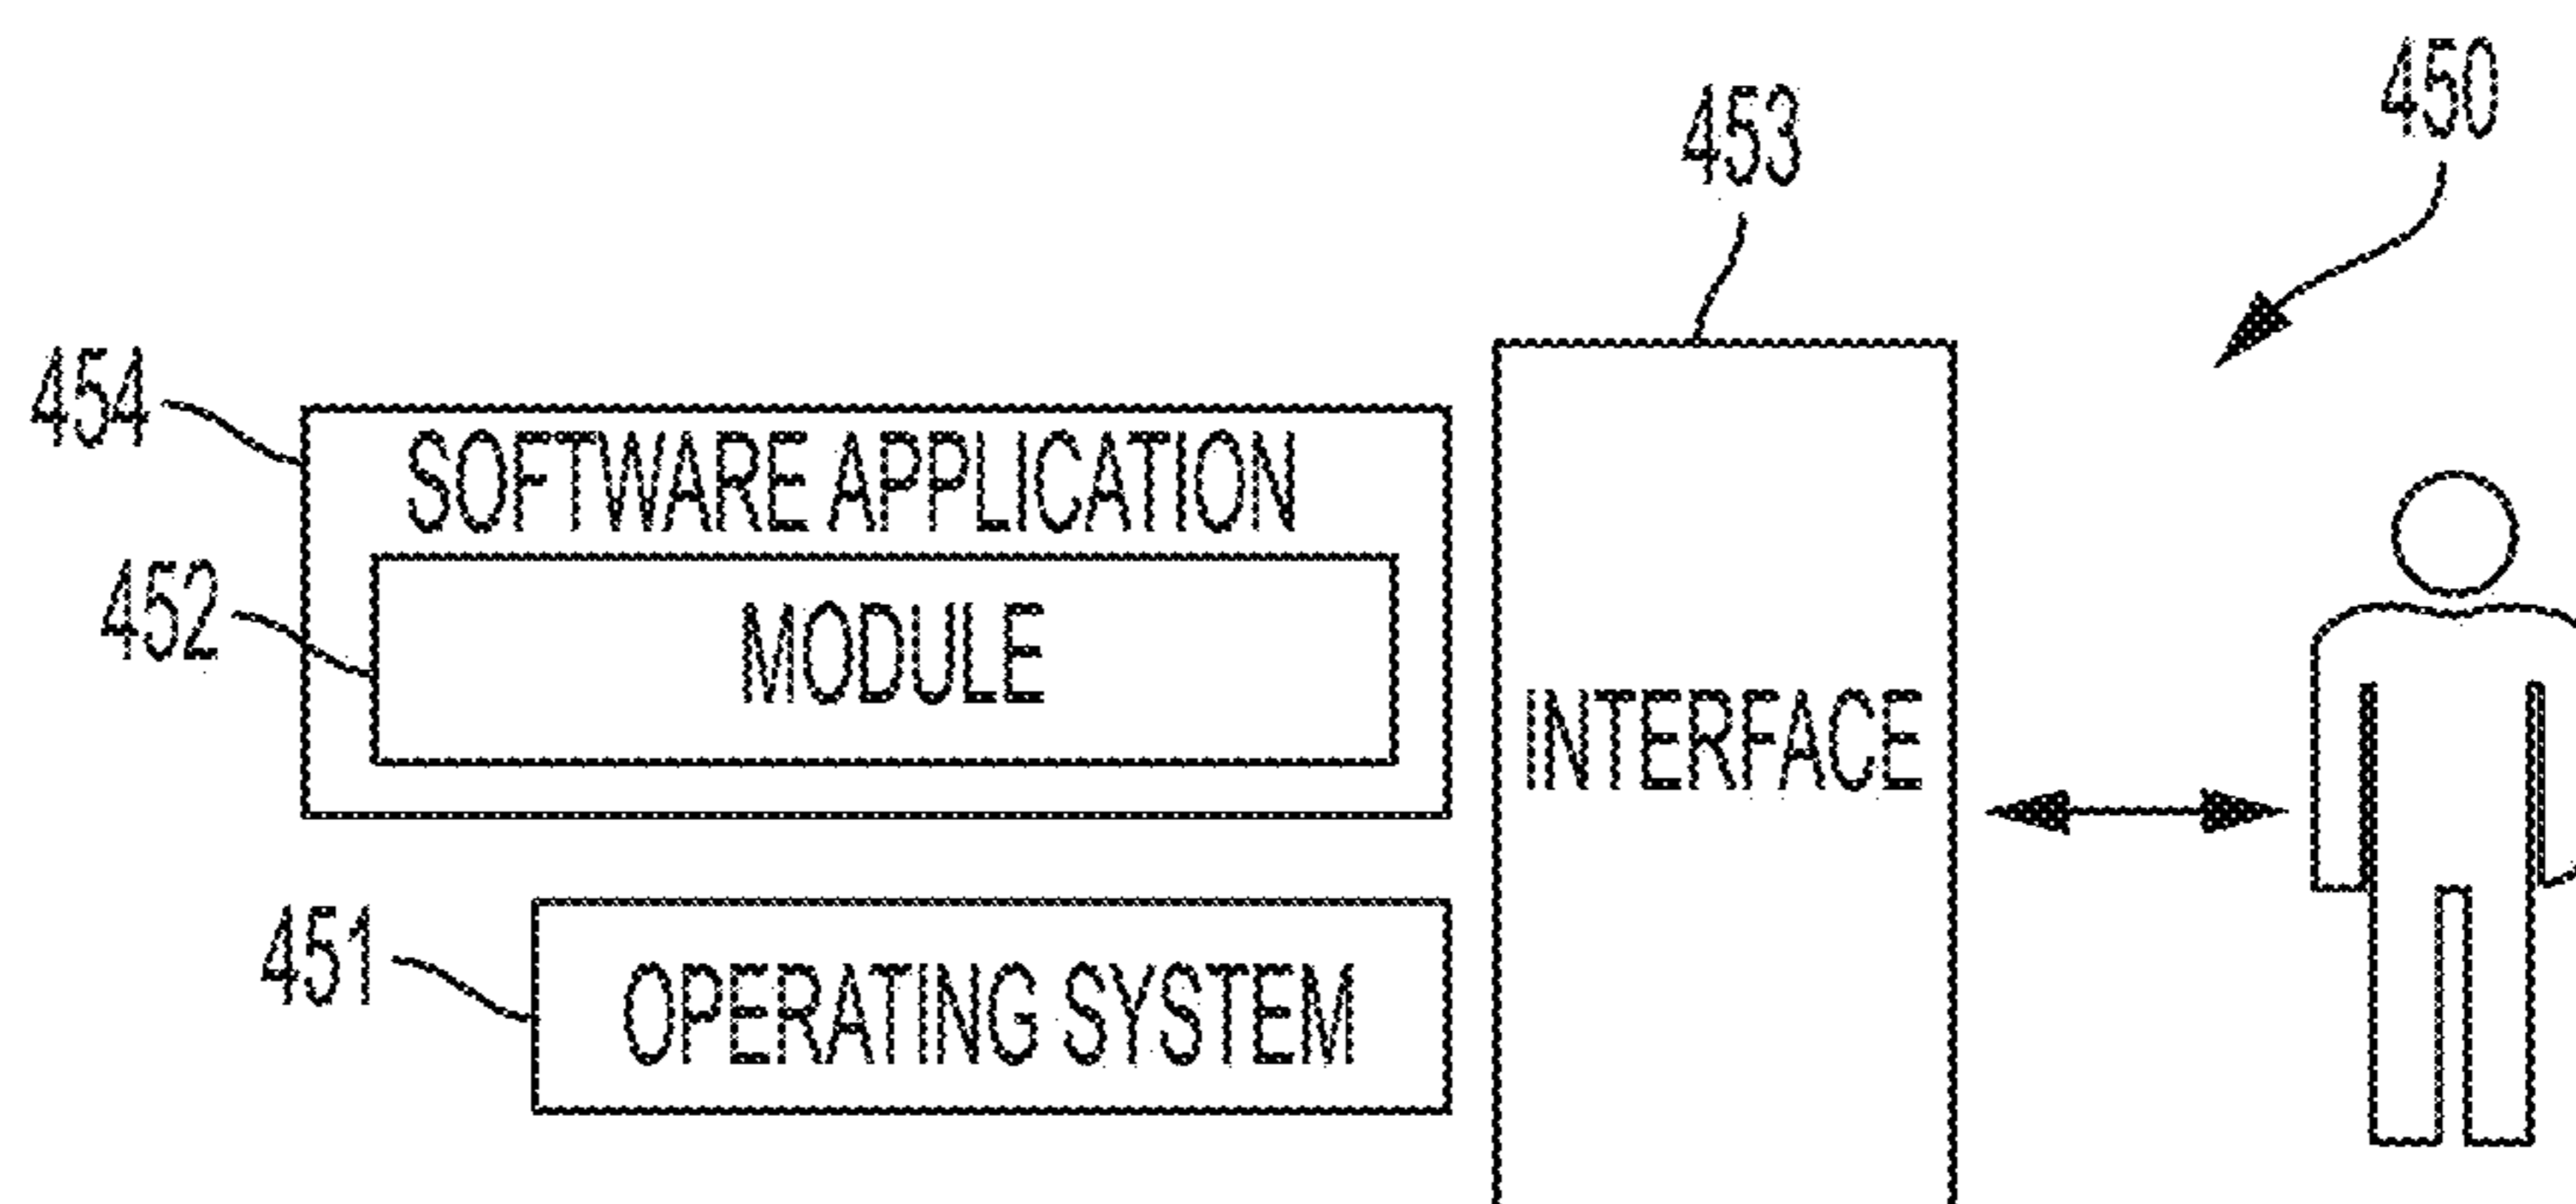 450
453
454
SOFTWARE APPLICATION
452
MODULE
INTERFACE
451
OPERATING SYSTEM